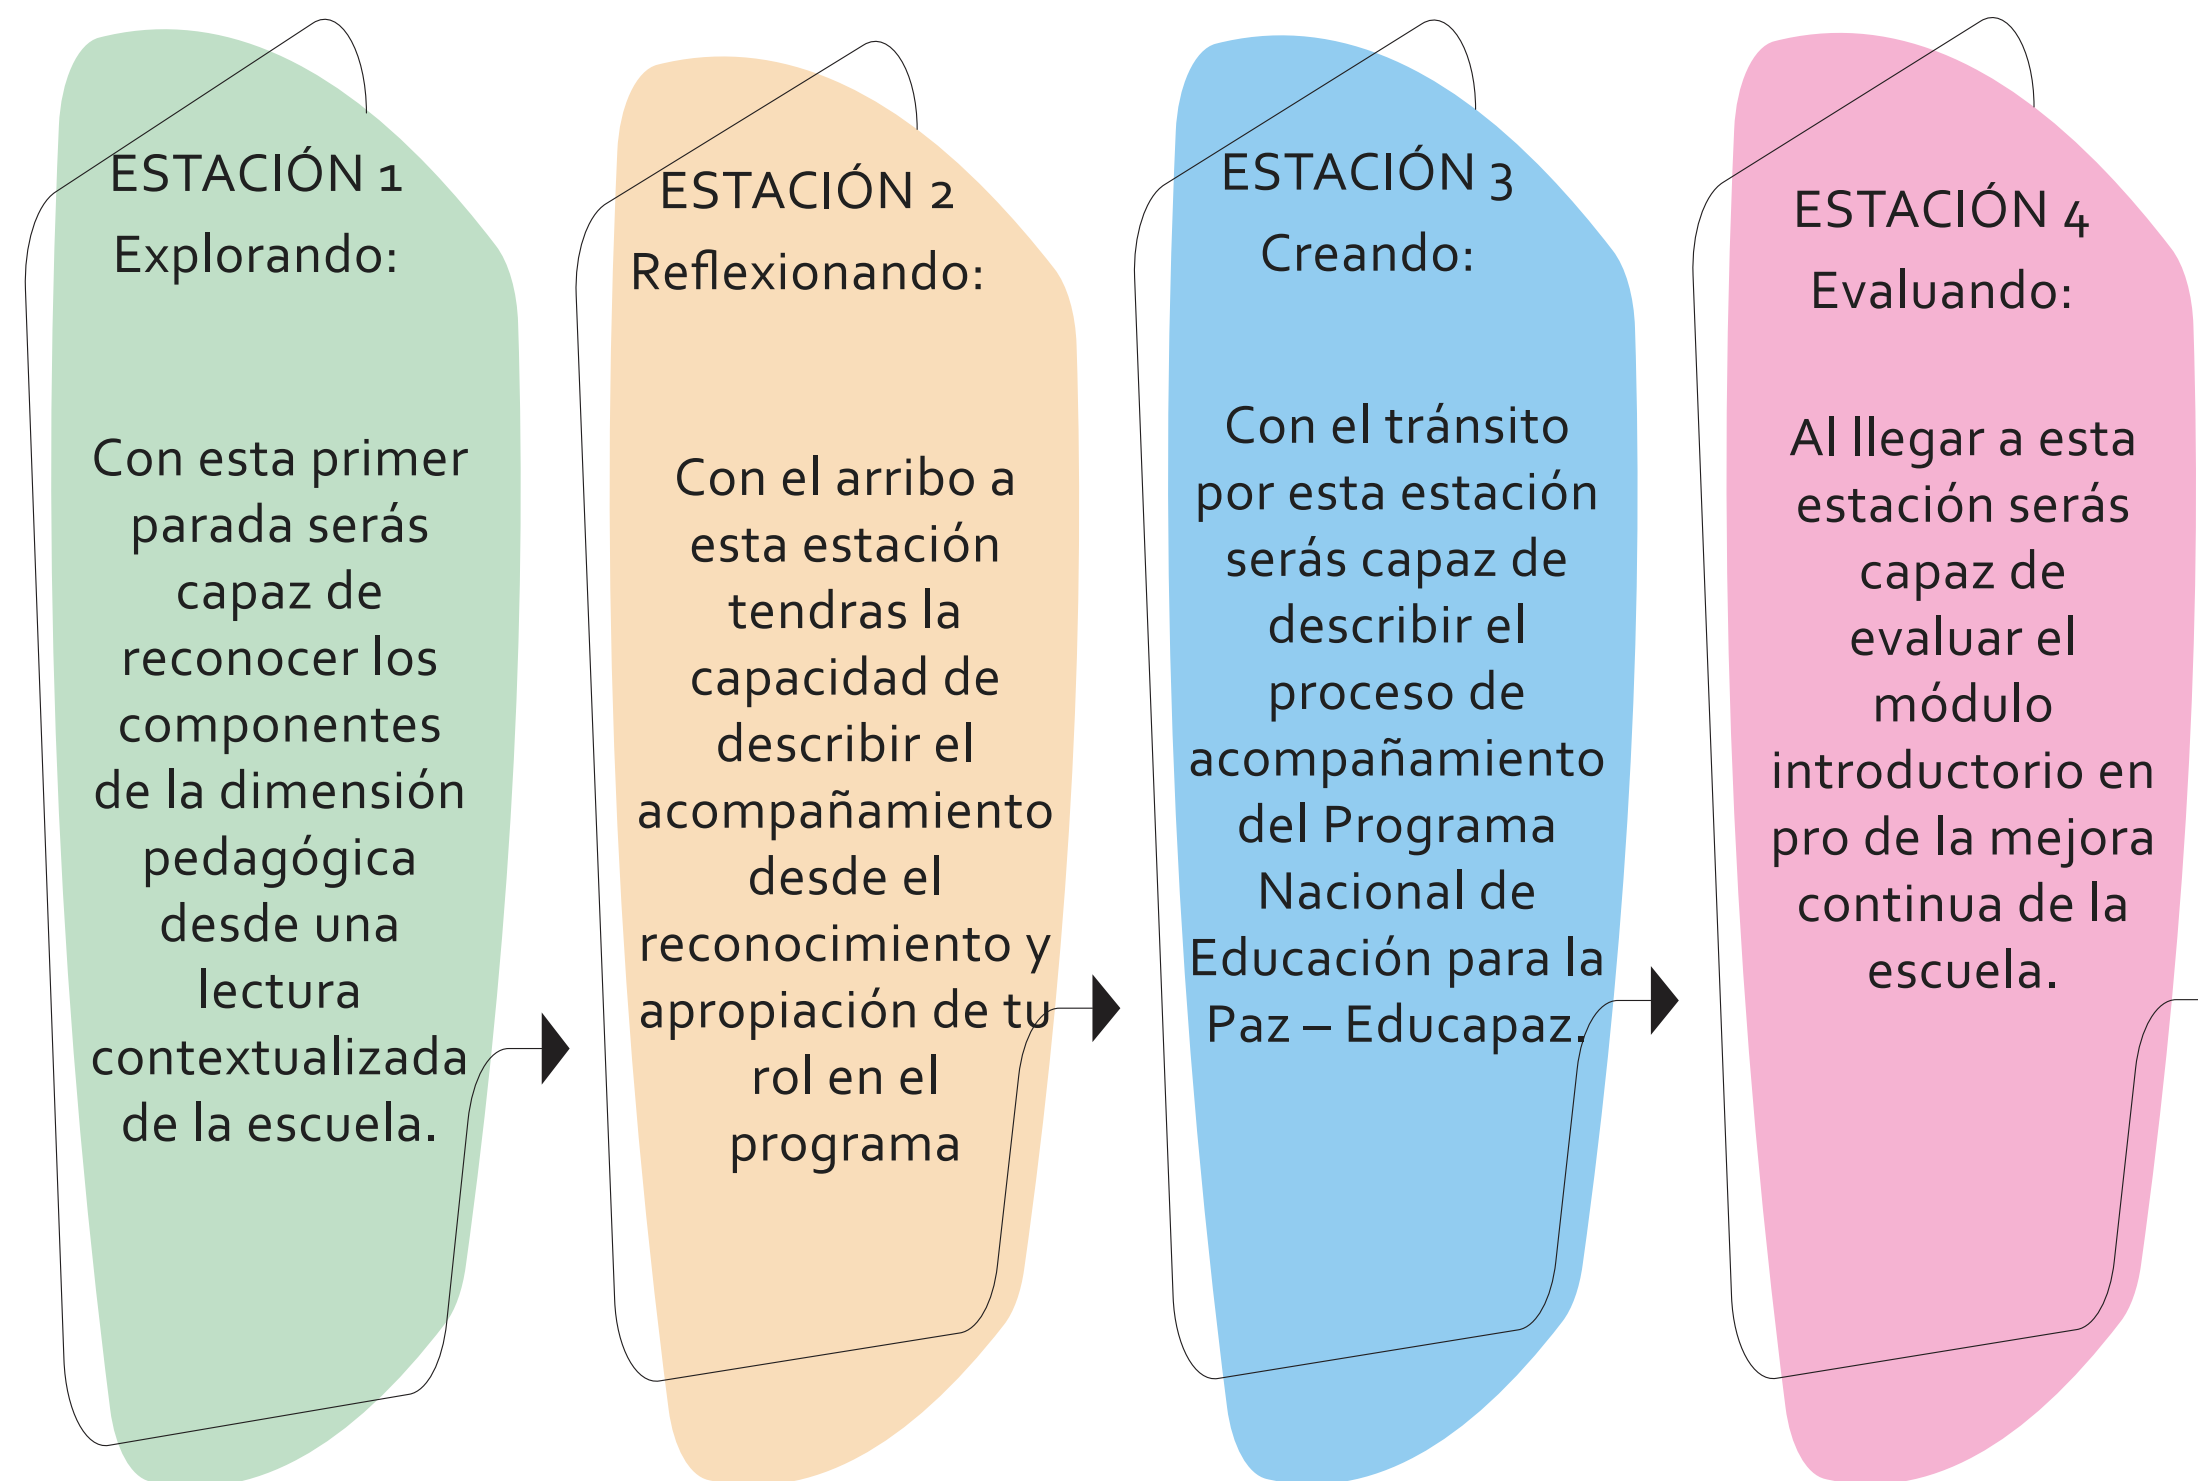 ESTACIÓN 1
Explorando:
Con esta primer
parada serás
capaz de
reconocer los
componentes
de la dimensión
pedagógica
desde una
lectura
contextualizada
de la escuela.
ESTACIÓN 2
Reflexionando:
Con el arribo a
esta estación
tendras la
capacidad de
describir el
acompañamiento
desde el
reconocimiento y
apropiación de tu
rol en el
programa
ESTACIÓN 3
Creando:
Con el tránsito
por esta estación
serás capaz de
describir el
proceso de
acompañamiento
del Programa
Nacional de
Educación para la
Paz – Educapaz.
ESTACIÓN 4
Evaluando:
Al llegar a esta
estación serás
capaz de
evaluar el
módulo
introductorio en
pro de la mejora
continua de la
escuela.